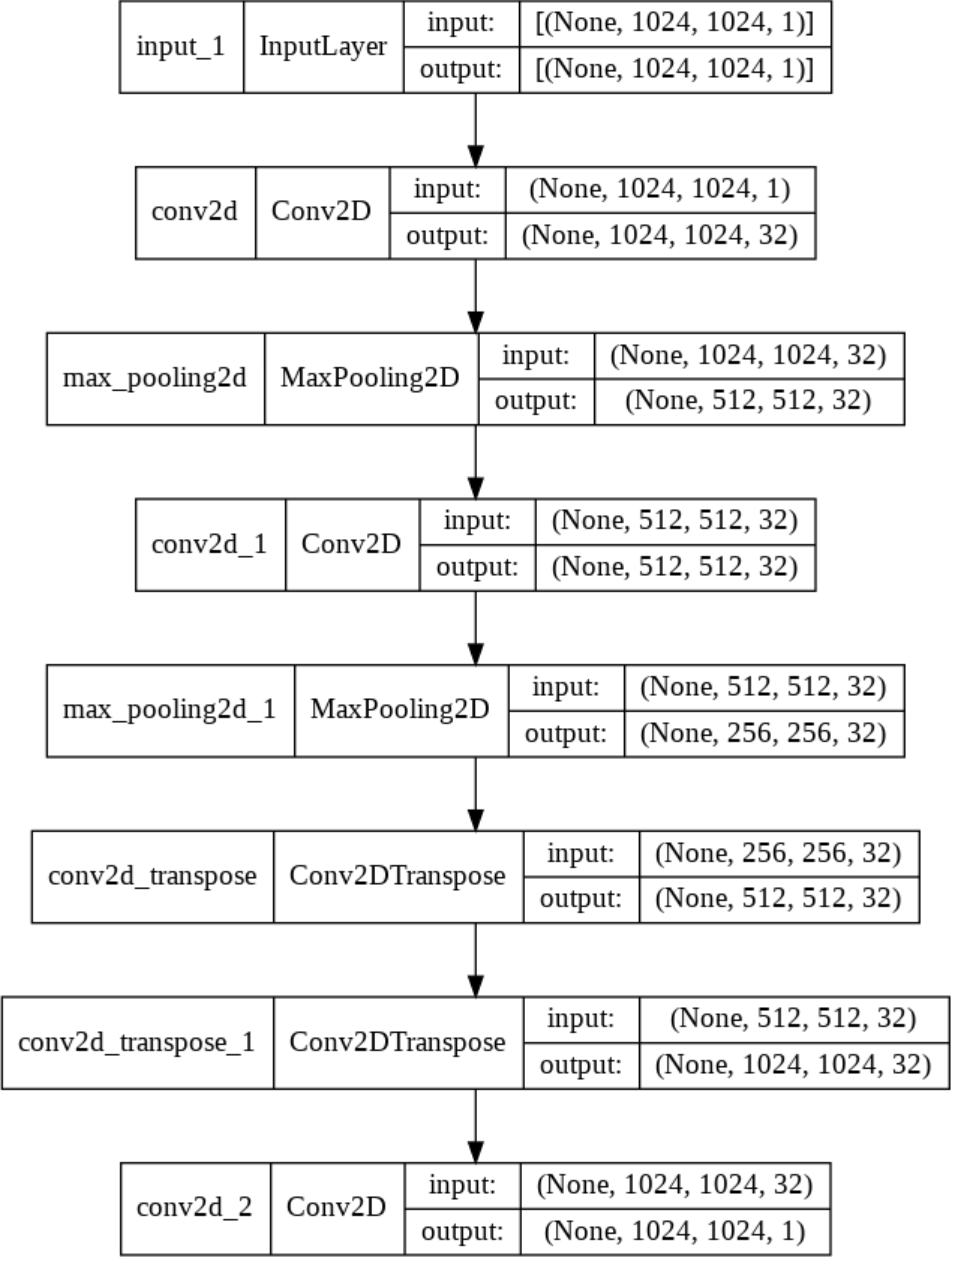 input_1 InputLayer input: [(None, 1024, 1024, 1)]
output: [(None, 1024, 1024, 1)]
conv2d Conv2D input: (None, 1024, 1024, 1)
output: (None, 1024, 1024, 32)
max_pooling2d MaxPooling2D input: (None, 1024, 1024, 32)
output: (None, 512, 512, 32)
conv2d_1 Conv2D input: (None, 512, 512, 32)
output: (None, 512, 512, 32)
max_pooling2d_1 MaxPooling2D input: (None, 512, 512, 32)
output: (None, 256, 256, 32)
conv2d_transpose Conv2DTranspose input: (None, 256, 256, 32)
output: (None, 512, 512, 32)
conv2d_transpose_1 Conv2DTranspose input: (None, 512, 512, 32)
output: (None, 1024, 1024, 32)
conv2d_2 Conv2D input: (None, 1024, 1024, 32)
output: (None, 1024, 1024, 1)